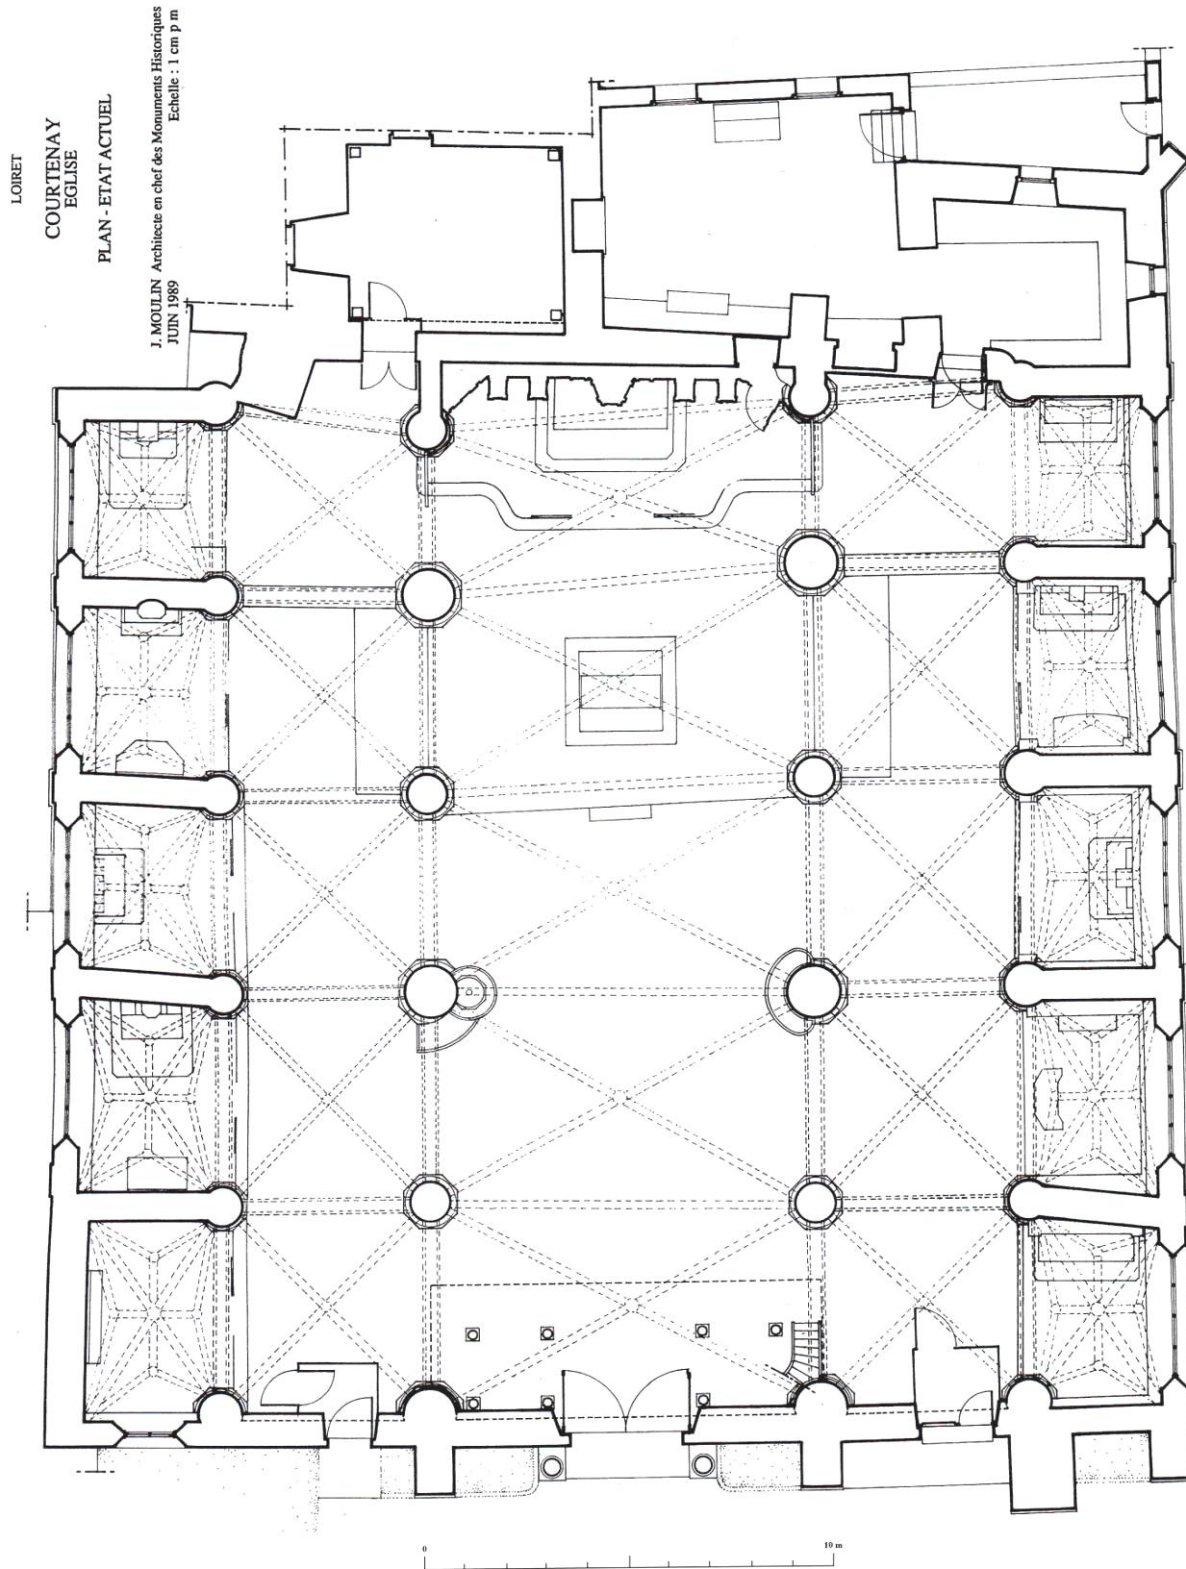 LOIRET
COURTENAY
EGLISE
PLAN - ETAT ACTUEL
J. MOULIN Architecte en chef des Monuments Historiques
JUIN 1989
Echelle : 1 cm p m
0
10 m